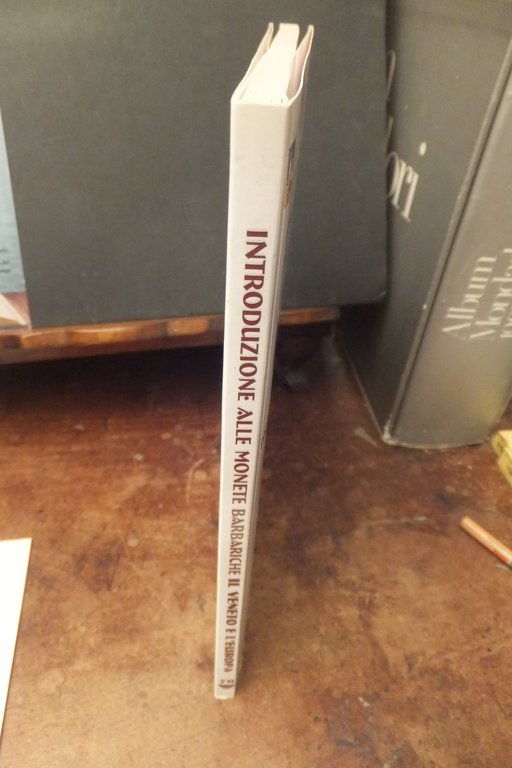 INTRODUZIONE ALLE MONETE BARBARICHE IL VENETO E L'EUROPA
Album